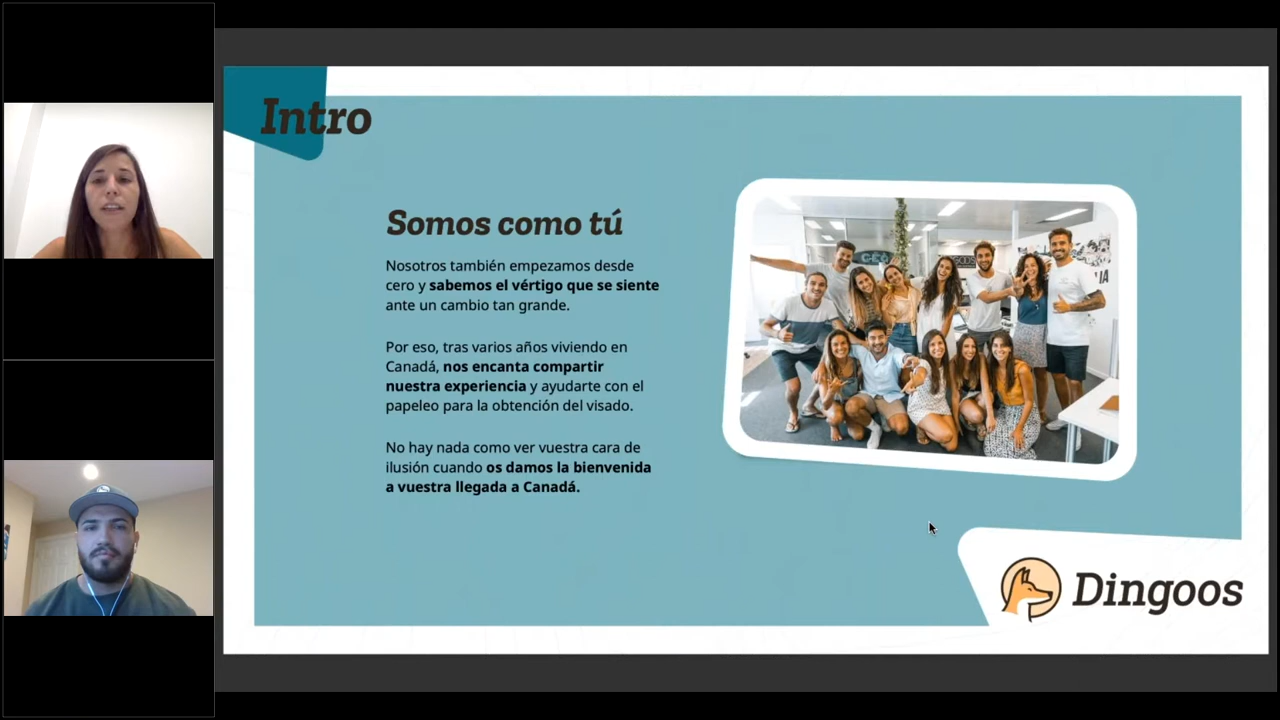 Intro
Somos como tú
Nosotros también empezamos desde
cero y sabemos el vértigo que se siente
ante un cambio tan grande.
Por eso, tras varios años viviendo en
Canadá, nos encanta compartir
nuestra experiencia y ayudarte con el
papeleo para la obtención del visado.
No hay nada como ver vuestra cara de
ilusión cuando os damos la bienvenida
a vuestra llegada a Canadá.
Dingoos